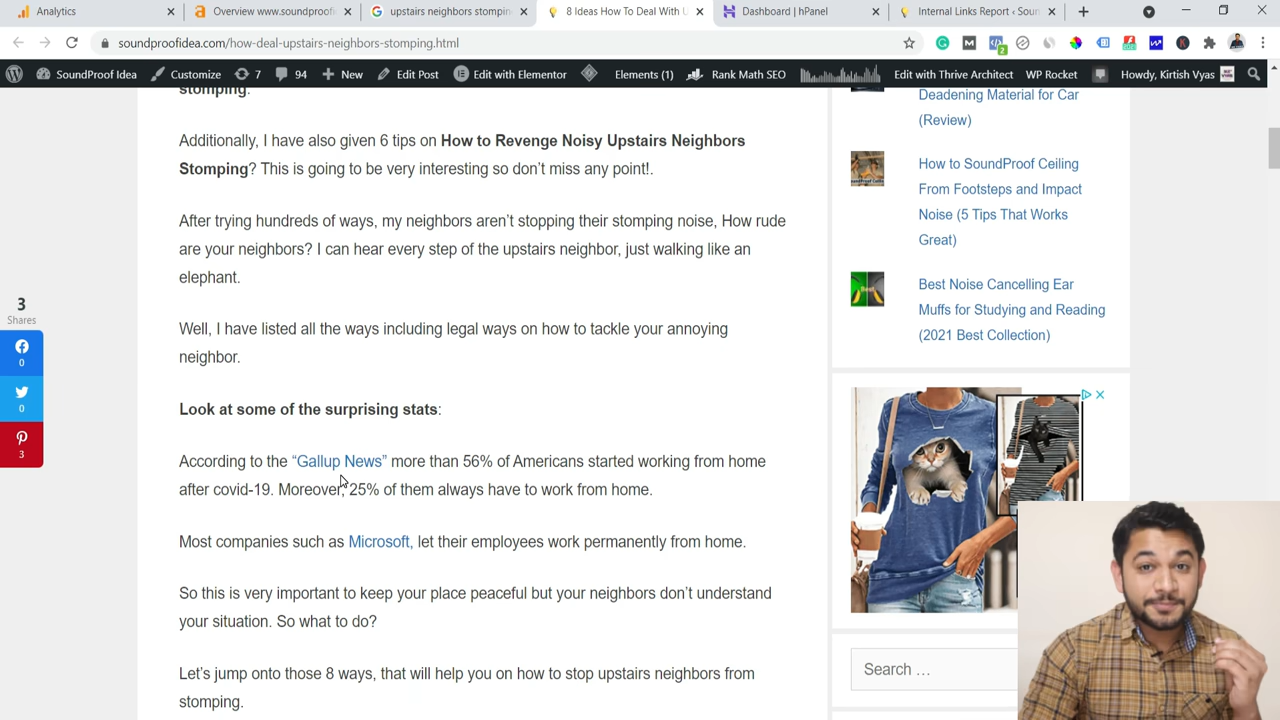 Analytics
Overview www.soundproofi
upstairs neighbors stompin
8 Ideas How To Deal With U
Dashboard | hPanel
Internal Links Report ‹ Soun
soundproofidea.com/how-deal-upstairs-neighbors-stomping.html
SoundProof Idea
Customize
7
94
New
Edit Post
Edit with Elementor
Elements (1)
Rank Math SEO
Edit with Thrive Architect
WP Rocket
Howdy, Kirtish Vyas
stomping.
Additionally, I have also given 6 tips on How to Revenge Noisy Upstairs Neighbors
Stomping? This is going to be very interesting so don’t miss any point!.
After trying hundreds of ways, my neighbors aren’t stopping their stomping noise, How rude
are your neighbors? I can hear every step of the upstairs neighbor, just walking like an
elephant.
Well, I have listed all the ways including legal ways on how to tackle your annoying
neighbor.
Look at some of the surprising stats:
According to the “Gallup News” more than 56% of Americans started working from home
after covid-19. Moreover, 25% of them always have to work from home.
Most companies such as Microsoft, let their employees work permanently from home.
So this is very important to keep your place peaceful but your neighbors don’t understand
your situation. So what to do?
Let’s jump onto those 8 ways, that will help you on how to stop upstairs neighbors from
stomping.
3
Shares
0
0
3
Deadening Material for Car
(Review)
How to SoundProof Ceiling
From Footsteps and Impact
Noise (5 Tips That Works
Great)
Best Noise Cancelling Ear
Muffs for Studying and Reading
(2021 Best Collection)
Search …